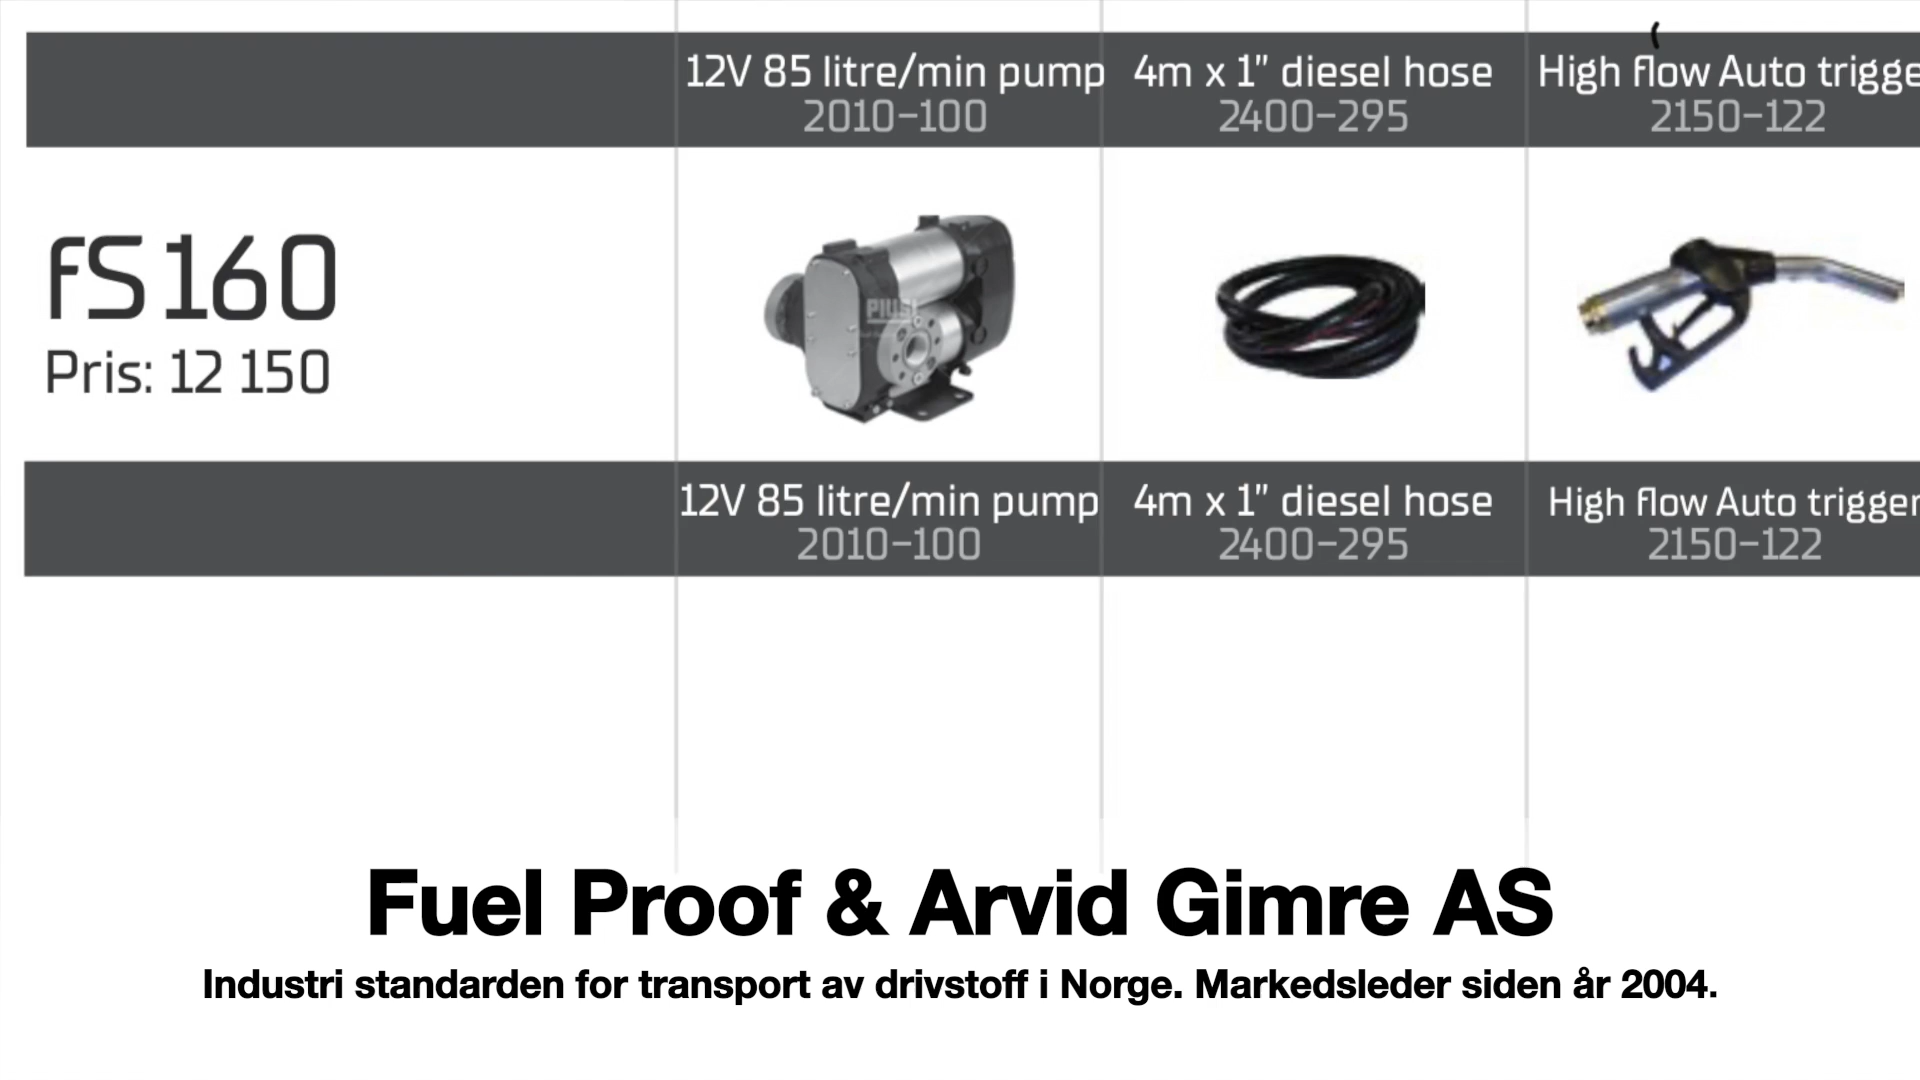 12V 85 litre/min pump 4m x 1” diesel hose High flow Auto trigge
2010-100 2400-295 2150-122
fS160
Pris: 12 150
PIUSI
12V 85 litre/min pump 4m x 1” diesel hose High flow Auto trigger
2010-100 2400-295 2150-122
Fuel Proof & Arvid Gimre AS
Industri standarden for transport av drivstoff i Norge. Markedsleder siden år 2004.